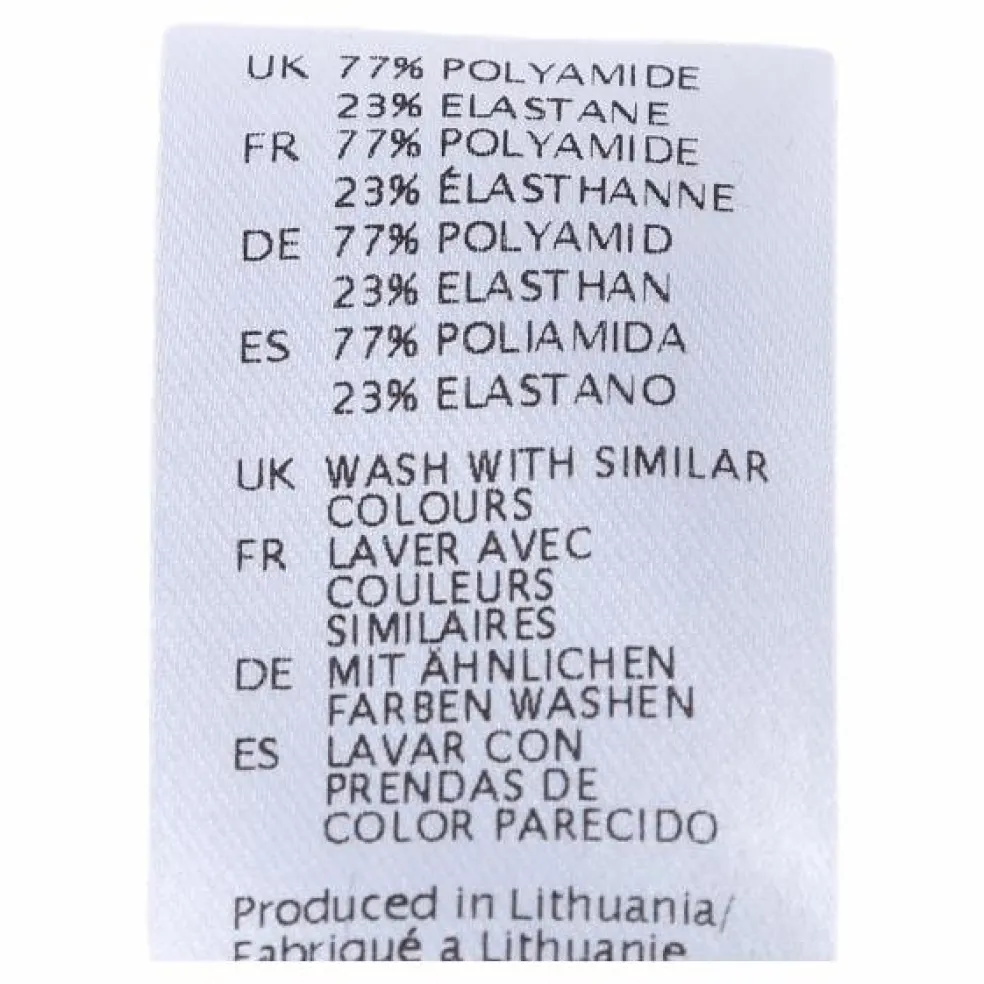 UK 77% POLYAMIDE
23% ELASTANE
FR 77% POLYAMIDE
23% ÉLASTHANNE
DE 77% POLYAMID
23% ELASTHAN
ES 77% POLIAMIDA
23% ELASTANO
UK WASH WITH SIMILAR
COLOURS
FR LAVER AVEC
COULEURS
SIMILAIRES
DE MIT ÄHNLICHEN
FARBEN WASHEN
ES LAVAR CON
PRENDAS DE
COLOR PARECIDO
Produced in Lithuania/
Fabriqué a Lithuanie